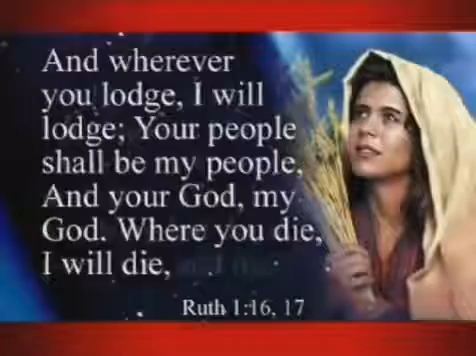 And wherever
you lodge, I will
lodge; Your people
shall be my people,
And your God, my
God. Where you die,
I will die,
Ruth 1:16, 17